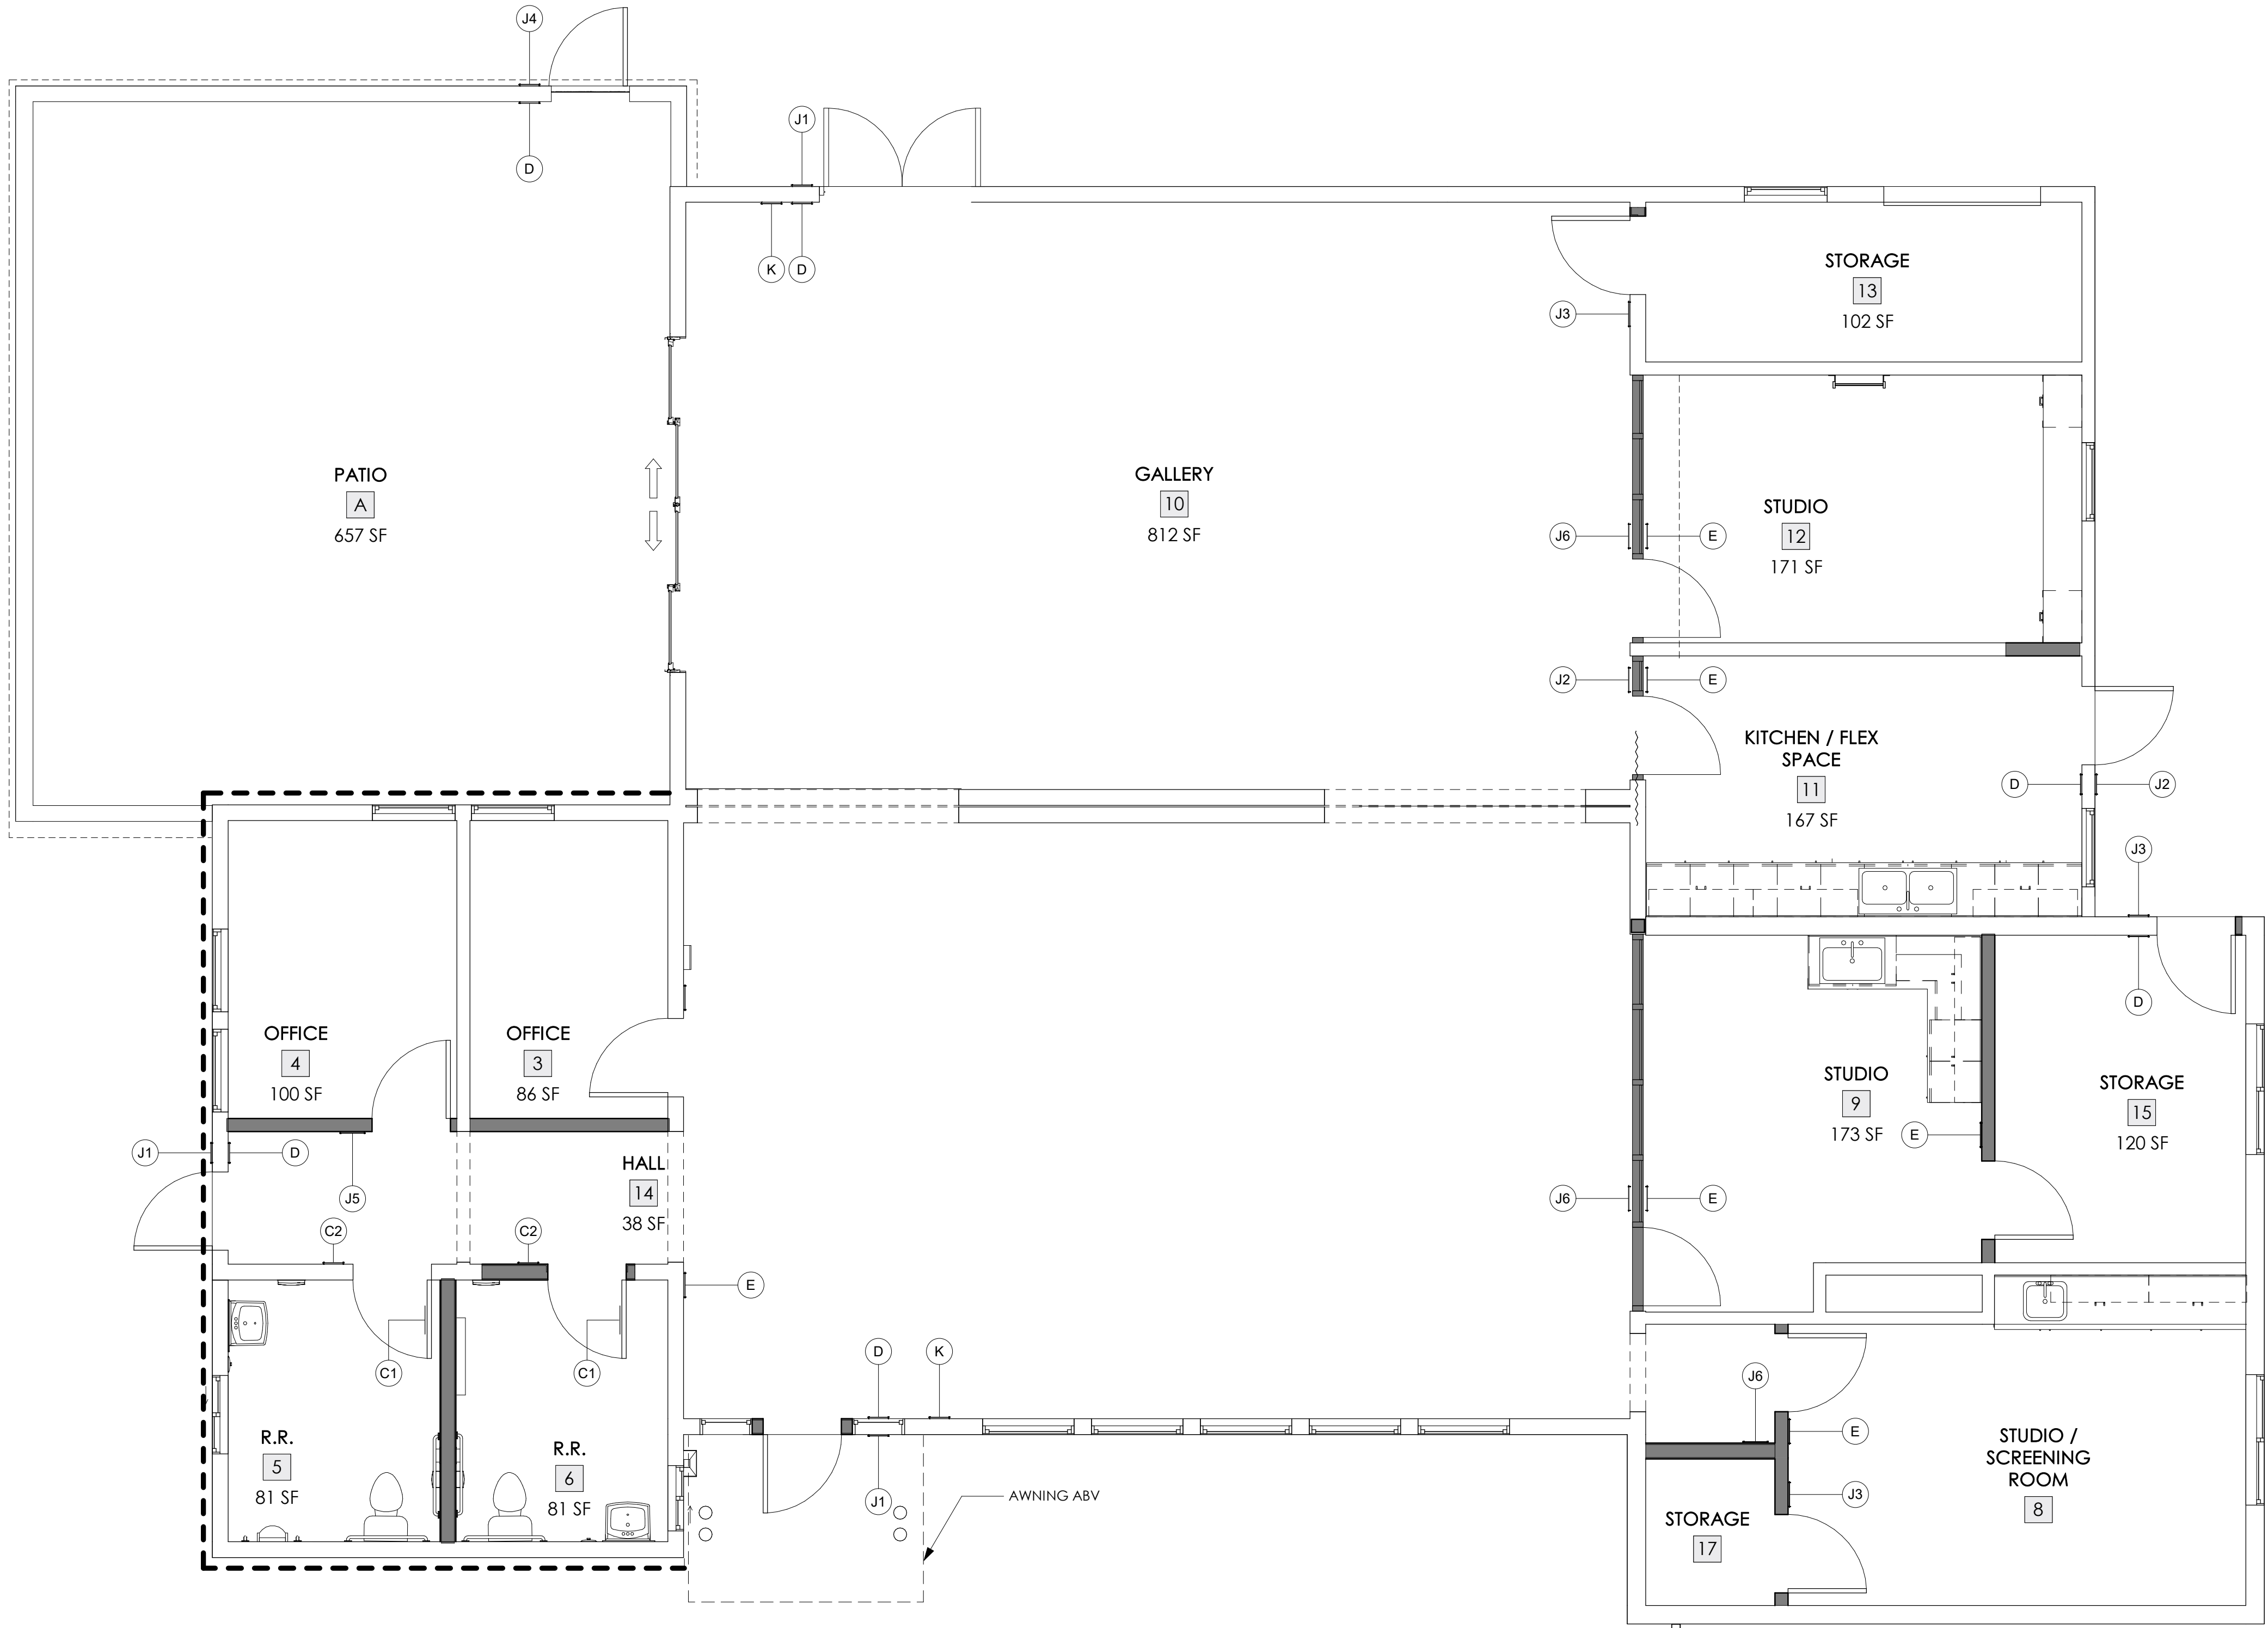 J4
D
J1
K
D
STORAGE
13
102 SF
J3
PATIO
A
657 SF
GALLERY
10
812 SF
STUDIO
12
171 SF
J6
E
J2
E
KITCHEN / FLEX
SPACE
11
167 SF
D
J2
J3
D
OFFICE
4
100 SF
OFFICE
3
86 SF
STUDIO
9
173 SF
E
STORAGE
15
120 SF
J1
D
J5
HALL
14
38 SF
J6
E
C2
C2
E
C1
C1
D
K
J6
R.R.
5
81 SF
R.R.
6
81 SF
J1
AWNING ABV
E
J3
STUDIO /
SCREENING
ROOM
8
STORAGE
17